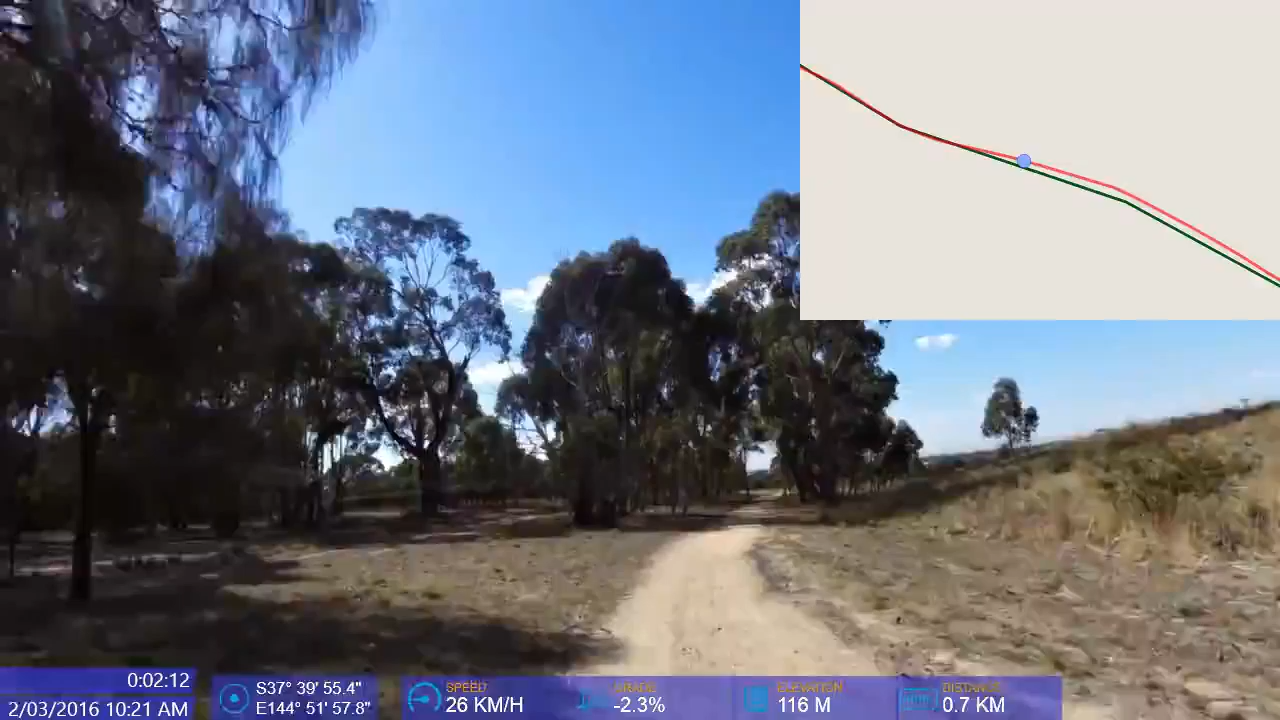 0:02:12
2/03/2016 10:21 AM
S37° 39' 55.4"
E144° 51' 57.8"
SPEED
26 KM/H
GRADE
-2.3%
ELEVATION
116 M
DISTANCE
0.7 KM